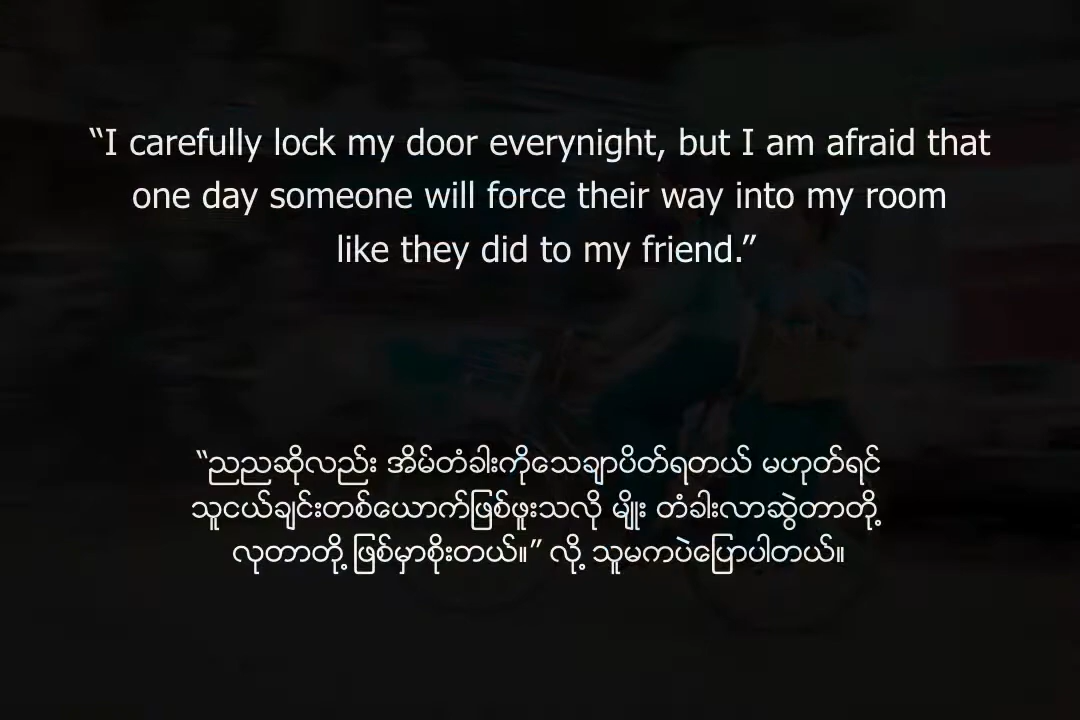 “I carefully lock my door everynight, but I am afraid that
one day someone will force their way into my room
like they did to my friend.”
“ညညဆိုလည်း အိမ်တံခါးကိုသေချာပိတ်ရတယ် မဟုတ်ရင်
သူငယ်ချင်းတစ်ယောက်ဖြစ်ဖူးသလို မျိုး တံခါးလာဆွဲတာတို့
လုတာတို့ ဖြစ်မှာစိုးတယ်။” လို့ သူမကပဲပြောပါတယ်။